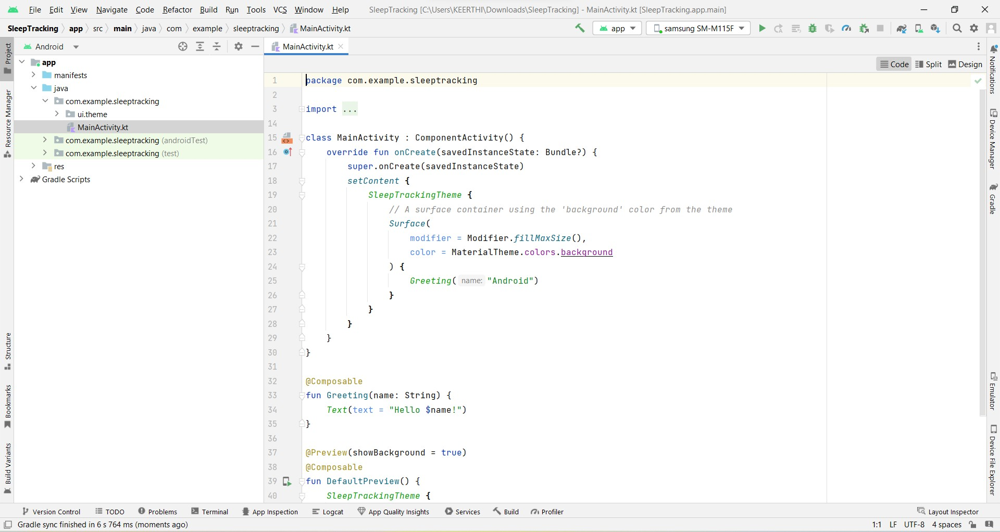 File Edit View Navigate Code Refactor Build Run Tools VCS Window Help SleepTracking [C:\Users\KEERTHI\Downloads\SleepTracking] - MainActivity.kt [SleepTracking.app.main]
SleepTracking app src main java com example sleeptracking MainActivity.kt app samsung SM-M115F
Android
MainActivity.kt
Code Split Design
Project
Resource Manager
Structure
Bookmarks
Build Variants
app
manifests
java
com.example.sleeptracking
ui.theme
MainActivity.kt
com.example.sleeptracking (androidTest)
com.example.sleeptracking (test)
res
Gradle Scripts
1 package com.example.sleeptracking
2
3 import ...
14
15 class MainActivity : ComponentActivity() {
16 override fun onCreate(savedInstanceState: Bundle?) {
17 super.onCreate(savedInstanceState)
18 setContent {
19 SleepTrackingTheme {
20 // A surface container using the 'background' color from the theme
21 Surface(
22 modifier = Modifier.fillMaxSize(),
23 color = MaterialTheme.colors.background
24 ) {
25 Greeting( name: "Android")
26 }
27 }
28 }
29 }
30 }
31
32 @Composable
33 fun Greeting(name: String) {
34 Text(text = "Hello $name!")
35 }
36
37 @Preview(showBackground = true)
38 @Composable
39 fun DefaultPreview() {
40 SleepTrackingTheme {
Notifications
Device Manager
Gradle
Emulator
Device File Explorer
Version Control TODO Problems Terminal App Inspection Logcat App Quality Insights Services Build Profiler Layout Inspector
Gradle sync finished in 6 s 764 ms (moments ago) 1:1 LF UTF-8 4 spaces